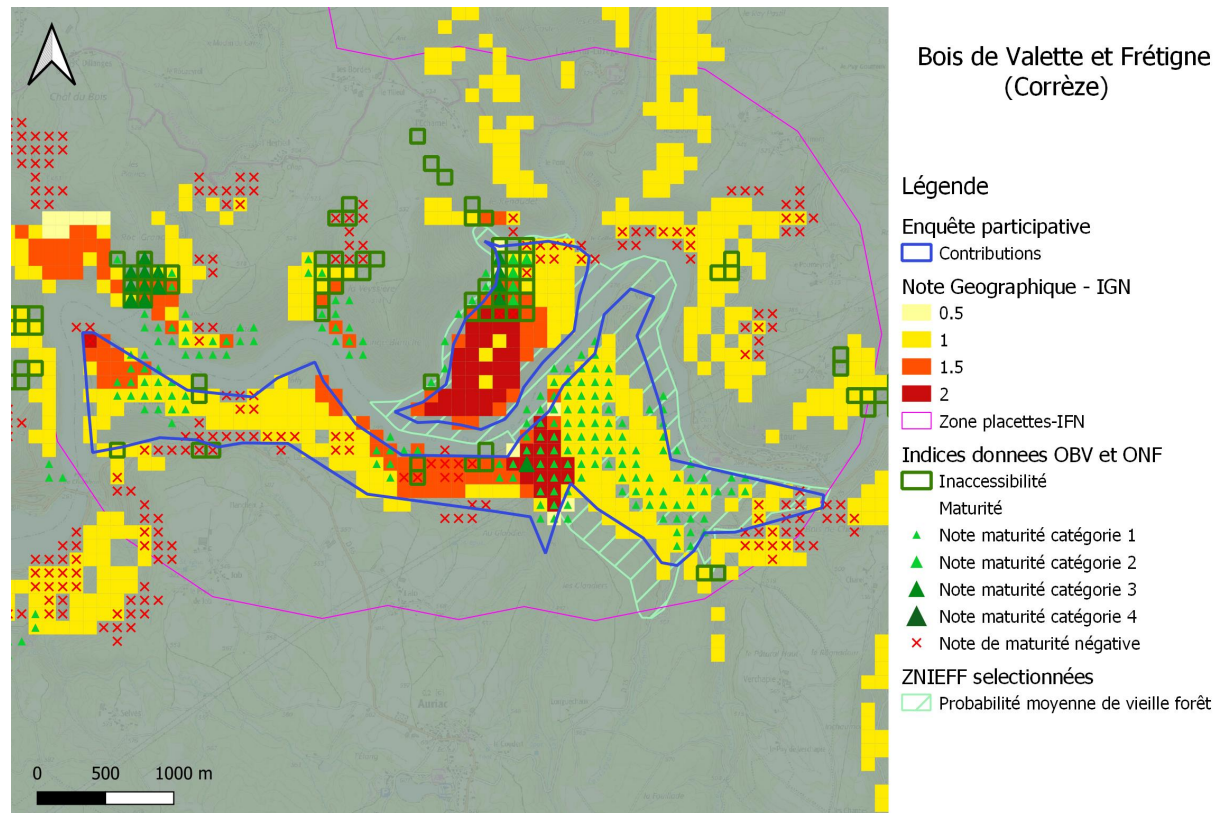 Bois de Valette et Frétigne
(Corrèze)
Légende
Enquête participative
Contributions
Note Geographique - IGN
0.5
1
1.5
2
Zone placettes-IFN
Indices donnees OBV et ONF
Inaccessibilité
Maturité
Note maturité catégorie 1
Note maturité catégorie 2
Note maturité catégorie 3
Note maturité catégorie 4
Note de maturité négative
ZNIEFF selectionnées
Probabilité moyenne de vieille forêt
Auriac
0 500 1000 m